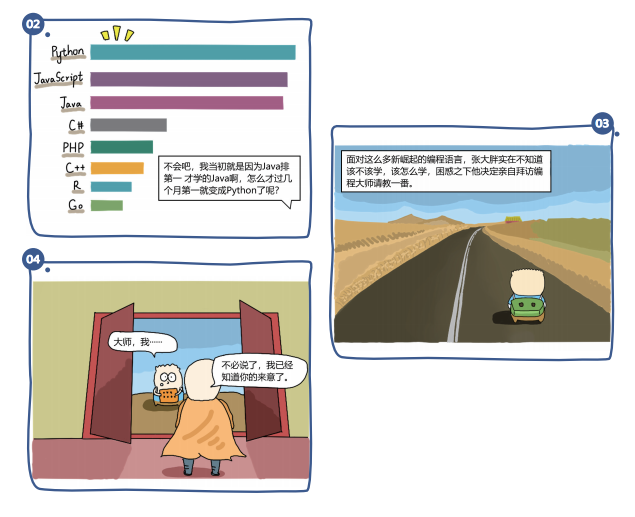 02
Python
JavaScript
Java
C#
PHP
C++
R
Go
不会吧，我当初就是因为Java排
第一 才学的Java啊，怎么才过几
个月第一就变成Python了呢?
03
面对这么多新崛起的编程语言，张大胖实在不知道
该不该学，该怎么学，困惑之下他决定亲自拜访编
程大师请教一番。
04
大师，我……
不必说了，我已经
知道你的来意了。